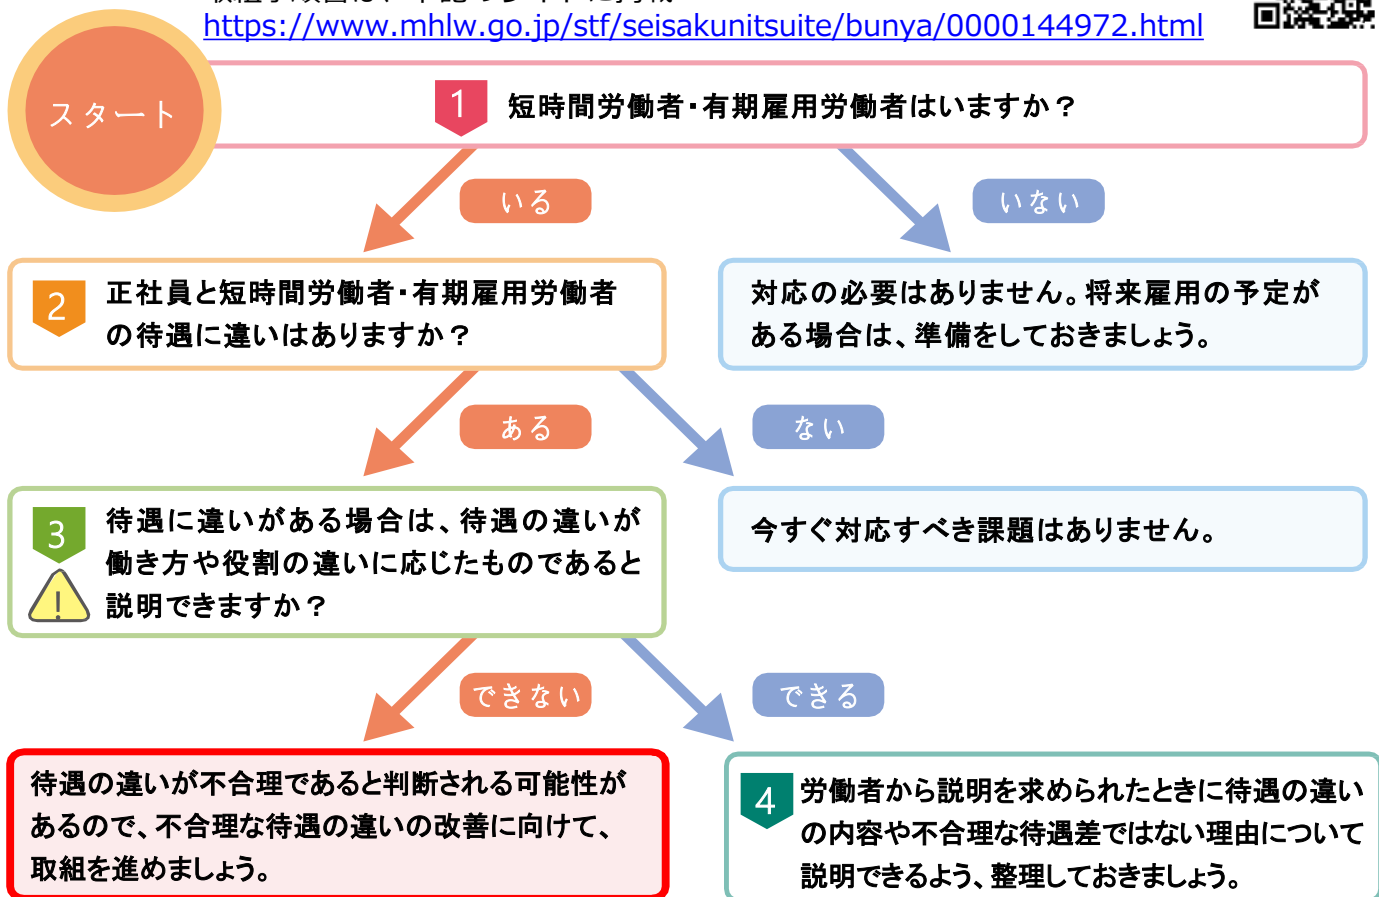 https://www.mhlw.go.jp/stf/seisakunitsuite/bunya/0000144972.html
スタート
1 短時間労働者・有期雇用労働者はいますか？
いる
いない
2 正社員と短時間労働者・有期雇用労働者
の待遇に違いはありますか？
対応の必要はありません。将来雇用の予定が
ある場合は、準備をしておきましょう。
ある
ない
3 待遇に違いがある場合は、待遇の違いが
働き方や役割の違いに応じたものであると
説明できますか？
今すぐ対応すべき課題はありません。
できない
できる
待遇の違いが不合理であると判断される可能性が
あるので、不合理な待遇の違いの改善に向けて、
取組を進めましょう。
4 労働者から説明を求められたときに待遇の違い
の内容や不合理な待遇差ではない理由について
説明できるよう、整理しておきましょう。